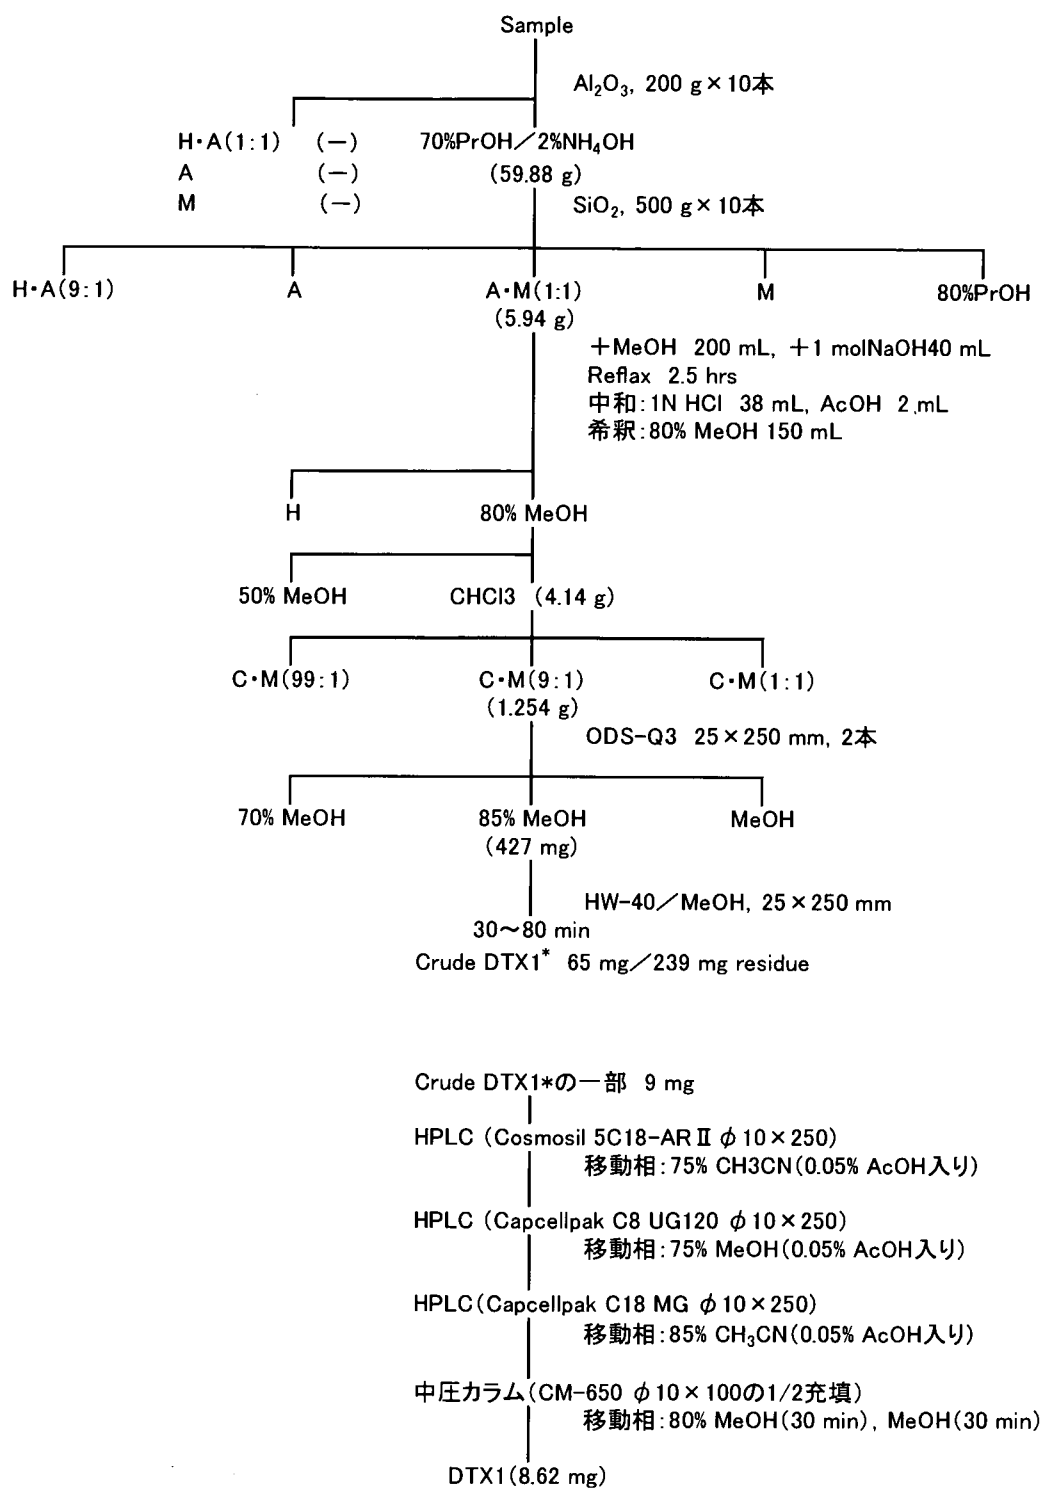 Sample
Al₂O₃, 200 g×10本
H・A(1:1) (－) 70%PrOH／2%NH₄OH
A (－) (59.88 g)
M (－) SiO₂, 500 g×10本
H・A(9:1) A A・M(1:1) M 80%PrOH
(5.94 g)
＋MeOH 200 mL, ＋1 molNaOH40 mL
Reflax 2.5 hrs
中和:1N HCl 38 mL, AcOH 2 mL
希釈:80% MeOH 150 mL
H 80% MeOH
50% MeOH CHCl3 (4.14 g)
C・M(99:1) C・M(9:1) C・M(1:1)
(1.254 g)
ODS-Q3 25×250 mm, 2本
70% MeOH 85% MeOH MeOH
(427 mg)
HW-40／MeOH, 25×250 mm
30～80 min
Crude DTX1* 65 mg／239 mg residue
Crude DTX1*の一部 9 mg
HPLC (Cosmosil 5C18-ARⅡ φ10×250)
移動相:75% CH3CN(0.05% AcOH入り)
HPLC (Capcellpak C8 UG120 φ10×250)
移動相:75% MeOH(0.05% AcOH入り)
HPLC(Capcellpak C18 MG φ10×250)
移動相:85% CH₃CN(0.05% AcOH入り)
中圧カラム(CM-650 φ10×100の1/2充填)
移動相:80% MeOH(30 min), MeOH(30 min)
DTX1(8.62 mg)